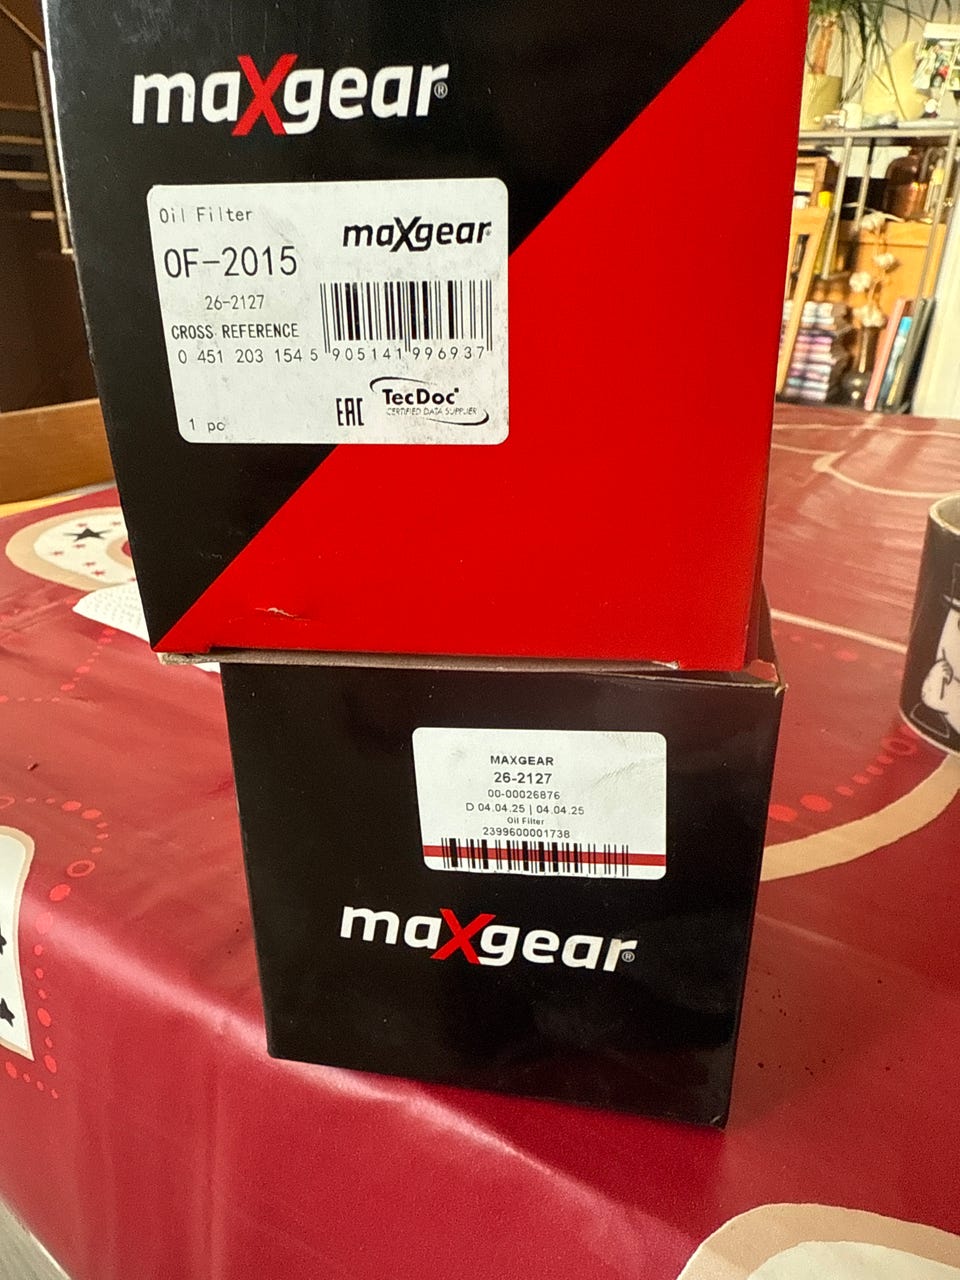 maXgear®
Oil Filter
maXgear
OF-2015
26-2127
CROSS REFERENCE
0 451 203 154
5 905141 996937
EAC
TecDoc®
CERTIFIED DATA SUPPLIER
1 pc
MAXGEAR
26-2127
00-00026876
D 04.04.25 | 04.04.25
Oil Filter
2399600001738
maXgear®